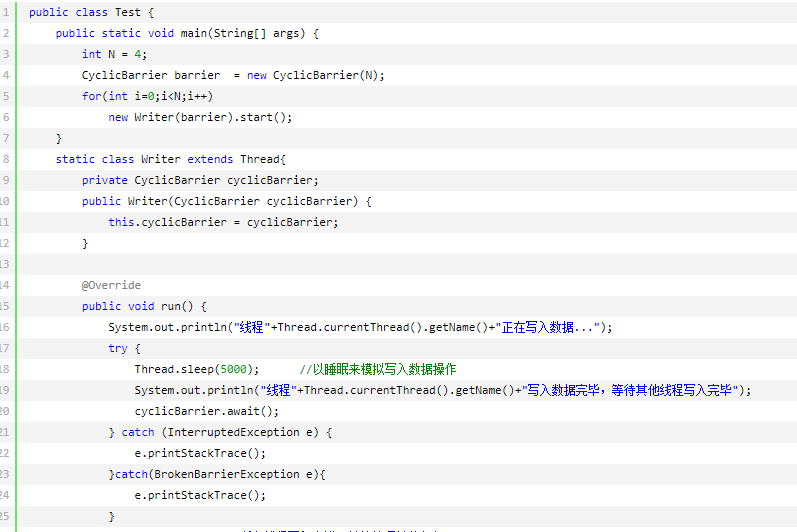 1 public class Test {
2 public static void main(String[] args) {
3 int N = 4;
4 CyclicBarrier barrier  = new CyclicBarrier(N);
5 for(int i=0;i<N;i++)
6 new Writer(barrier).start();
7 }
8 static class Writer extends Thread{
9 private CyclicBarrier cyclicBarrier;
10 public Writer(CyclicBarrier cyclicBarrier) {
11 this.cyclicBarrier = cyclicBarrier;
12 }
13
14 @Override
15 public void run() {
16 System.out.println("线程"+Thread.currentThread().getName()+"正在写入数据...");
17 try {
18 Thread.sleep(5000);      //以睡眠来模拟写入数据操作
19 System.out.println("线程"+Thread.currentThread().getName()+"写入数据完毕，等待其他线程写入完毕");
20 cyclicBarrier.await();
21 } catch (InterruptedException e) {
22 e.printStackTrace();
23 }catch(BrokenBarrierException e){
24 e.printStackTrace();
25 }